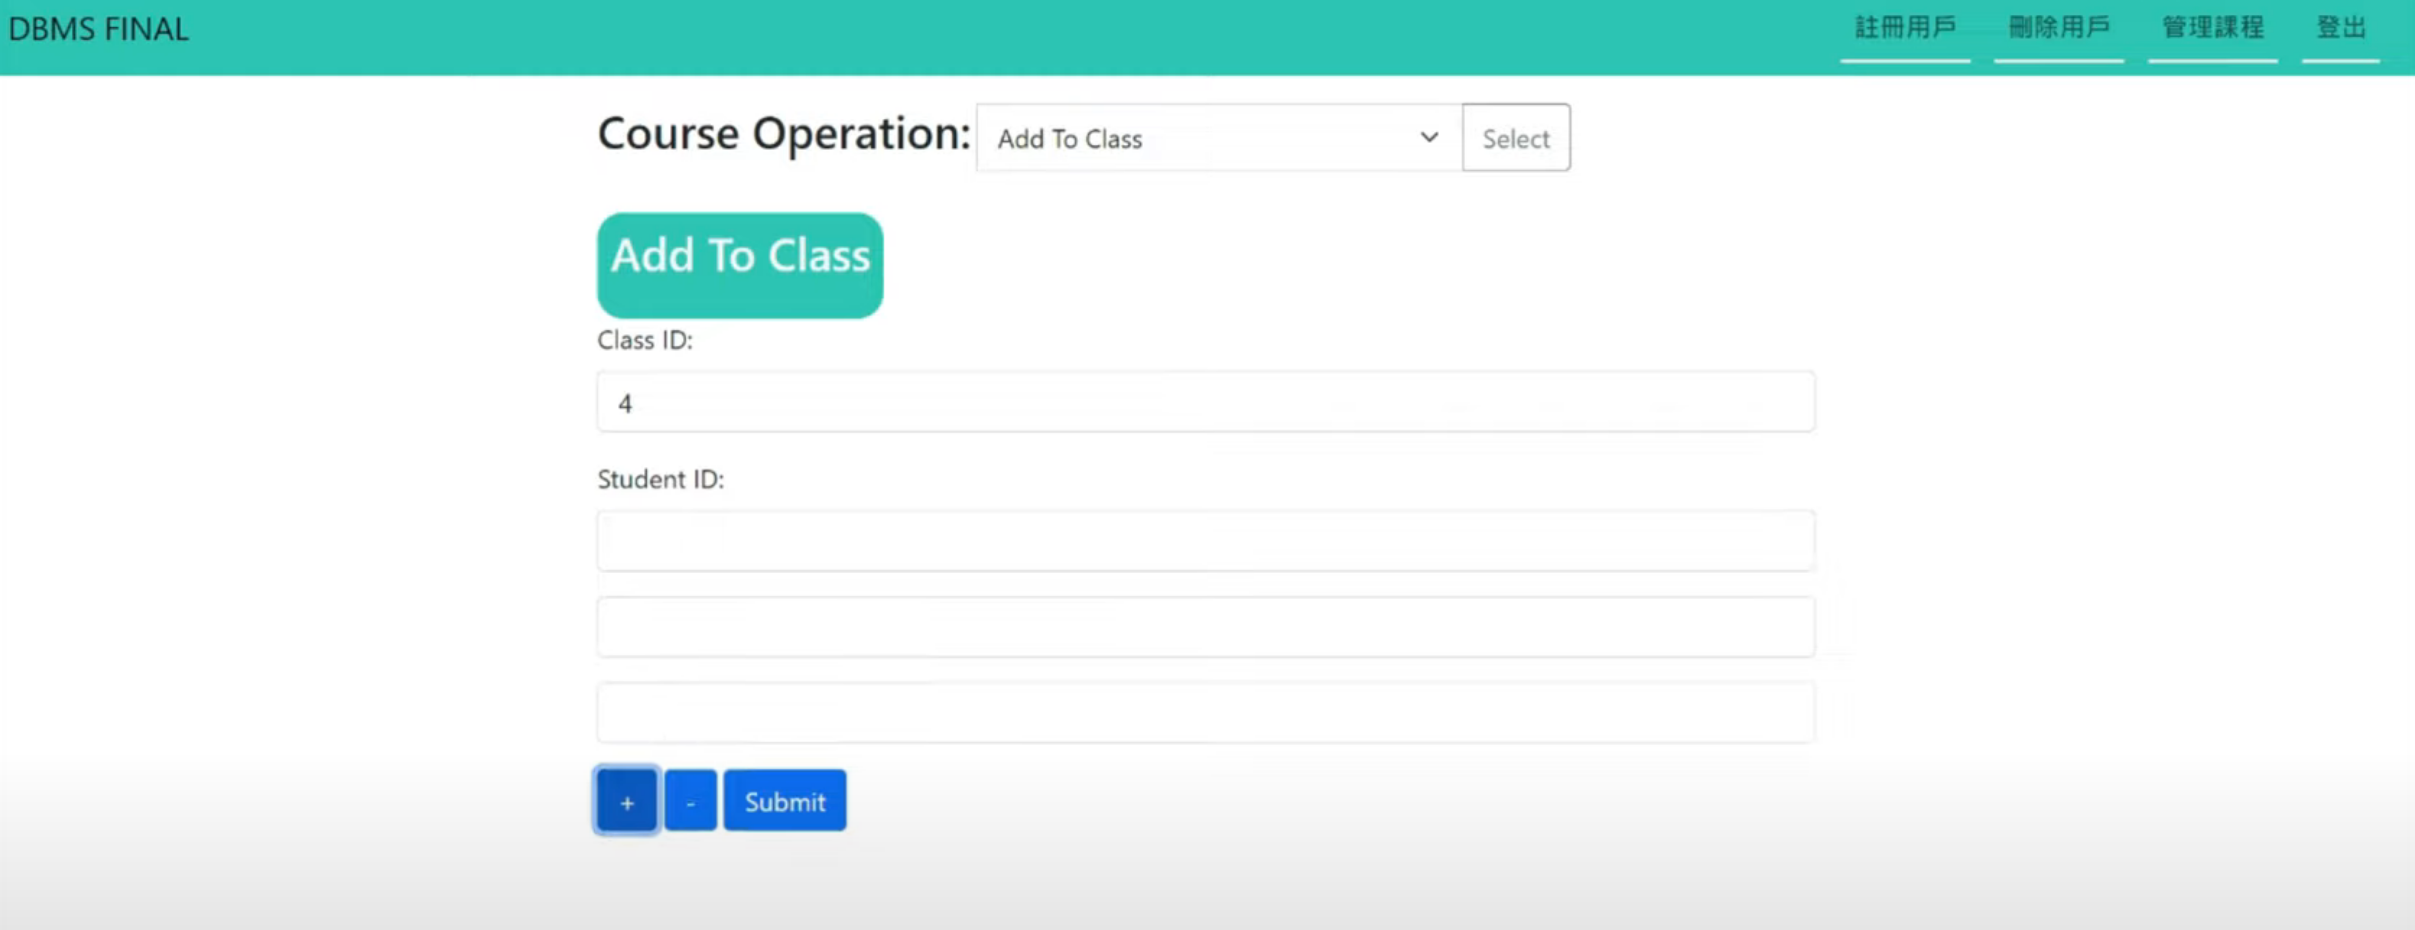 DBMS FINAL 註冊用戶 刪除用戶 管理課程 登出
Course Operation: Add To Class Select
Add To Class
Class ID:
4
Student ID:
+ - Submit